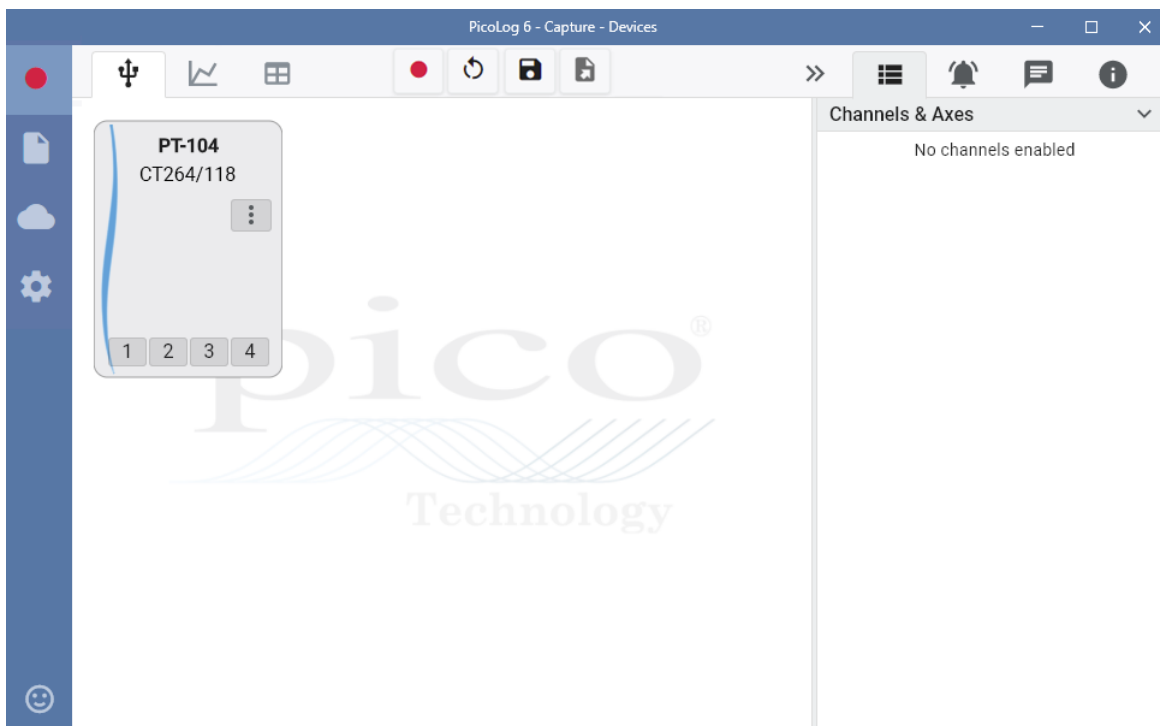 PicoLog 6 - Capture - Devices
Channels & Axes
No channels enabled
PT-104
CT264/118
1 2 3 4
pico®
Technology